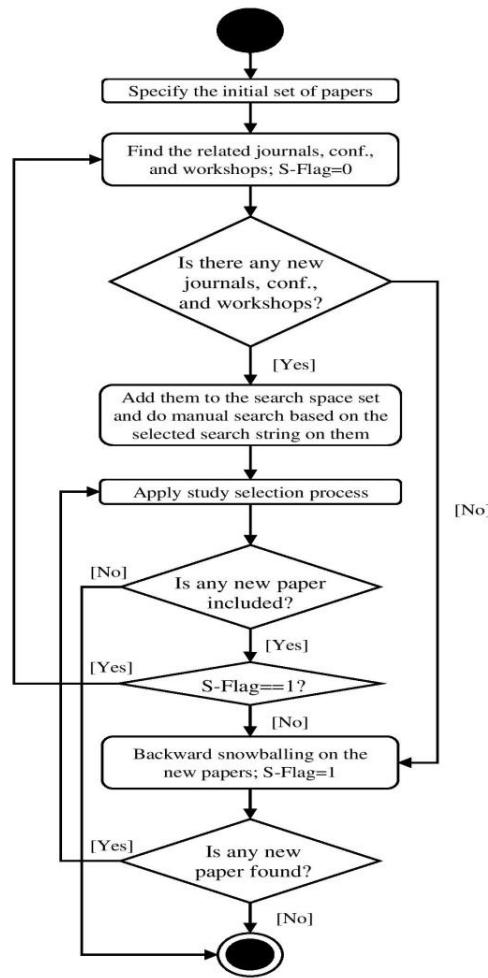 Specify the initial set of papers
Find the related journals, conf.,
and workshops; S-Flag=0
Is there any new
journals, conf.,
and workshops?
[Yes]
Add them to the search space set
and do manual search based on the
selected search string on them
[No]
Apply study selection process
[No]
Is any new paper
included?
[Yes]
[Yes]
S-Flag==1?
[No]
Backward snowballing on the
new papers; S-Flag=1
[Yes]
Is any new
paper found?
[No]